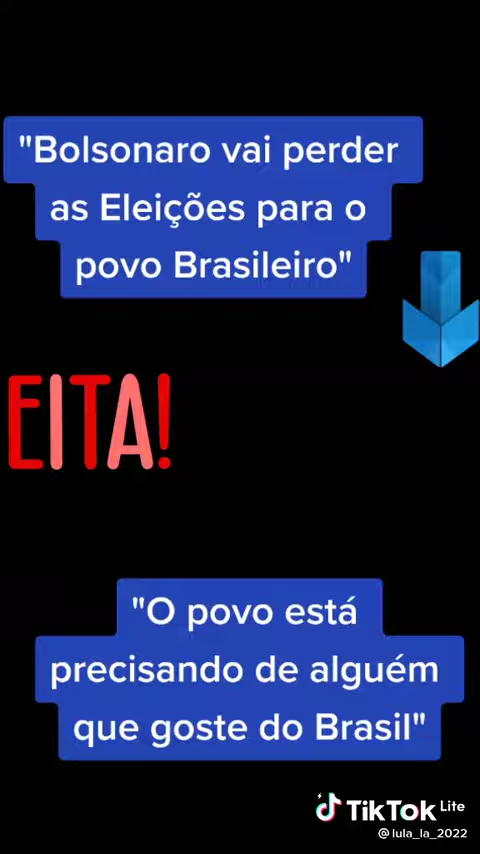 "Bolsonaro vai perder
as Eleições para o
povo Brasileiro"
EITA!
"O povo está
precisando de alguém
que goste do Brasil"
TikTok Lite
@lula_la_2022